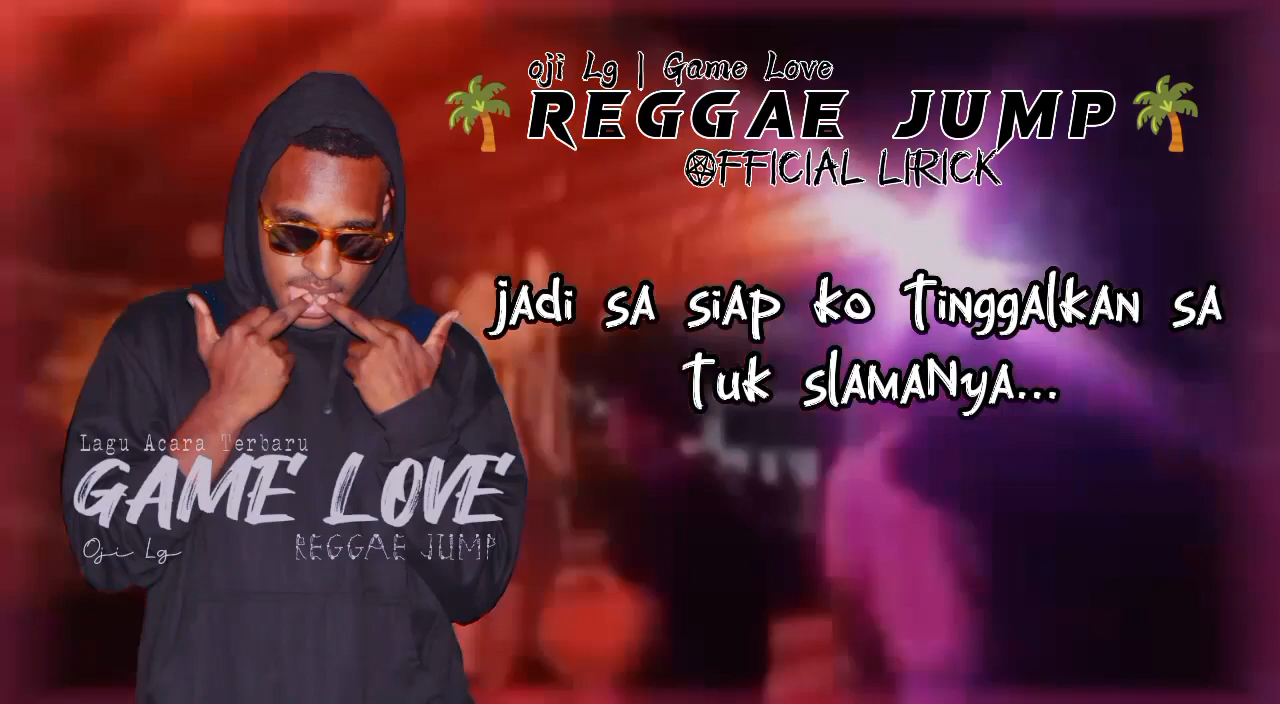 oji Lg | Game Love
REGGAE JUMP
OFFICIAL LIRICK
jadi sa siap ko tinggalkan sa
tuk slamanya...
Lagu Acara Terbaru
GAME LOVE
Oji Lg
REGGAE JUMP